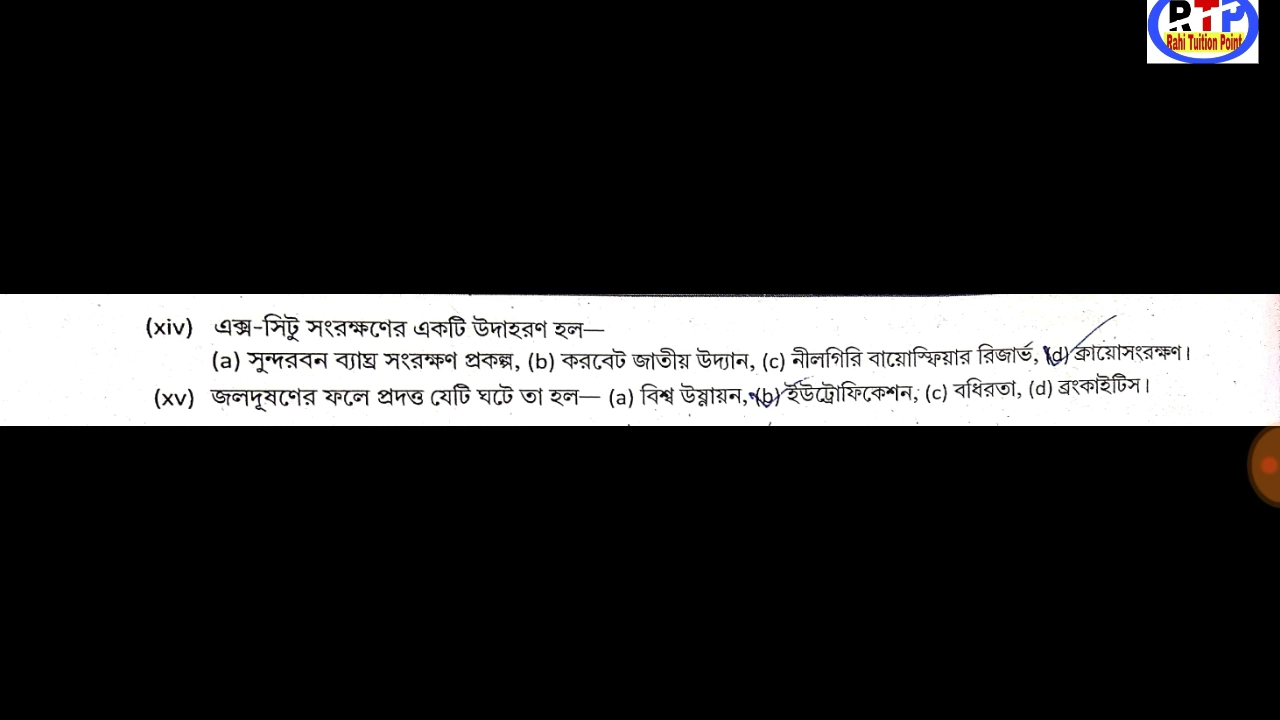 RTP
Rahi Tuition Point
(xiv) এক্স-সিটু সংরক্ষণের একটি উদাহরণ হল—
(a) সুন্দরবন ব্যাঘ্র সংরক্ষণ প্রকল্প, (b) করবেট জাতীয় উদ্যান, (c) নীলগিরি বায়োস্ফিয়ার রিজার্ভ, (d) ক্রায়োসংরক্ষণ।
(xv) জলদূষণের ফলে প্রদত্ত যেটি ঘটে তা হল— (a) বিশ্ব উষ্ণায়ন, (b) ইউট্রোফিকেশন, (c) বধিরতা, (d) ব্রংকাইটিস।